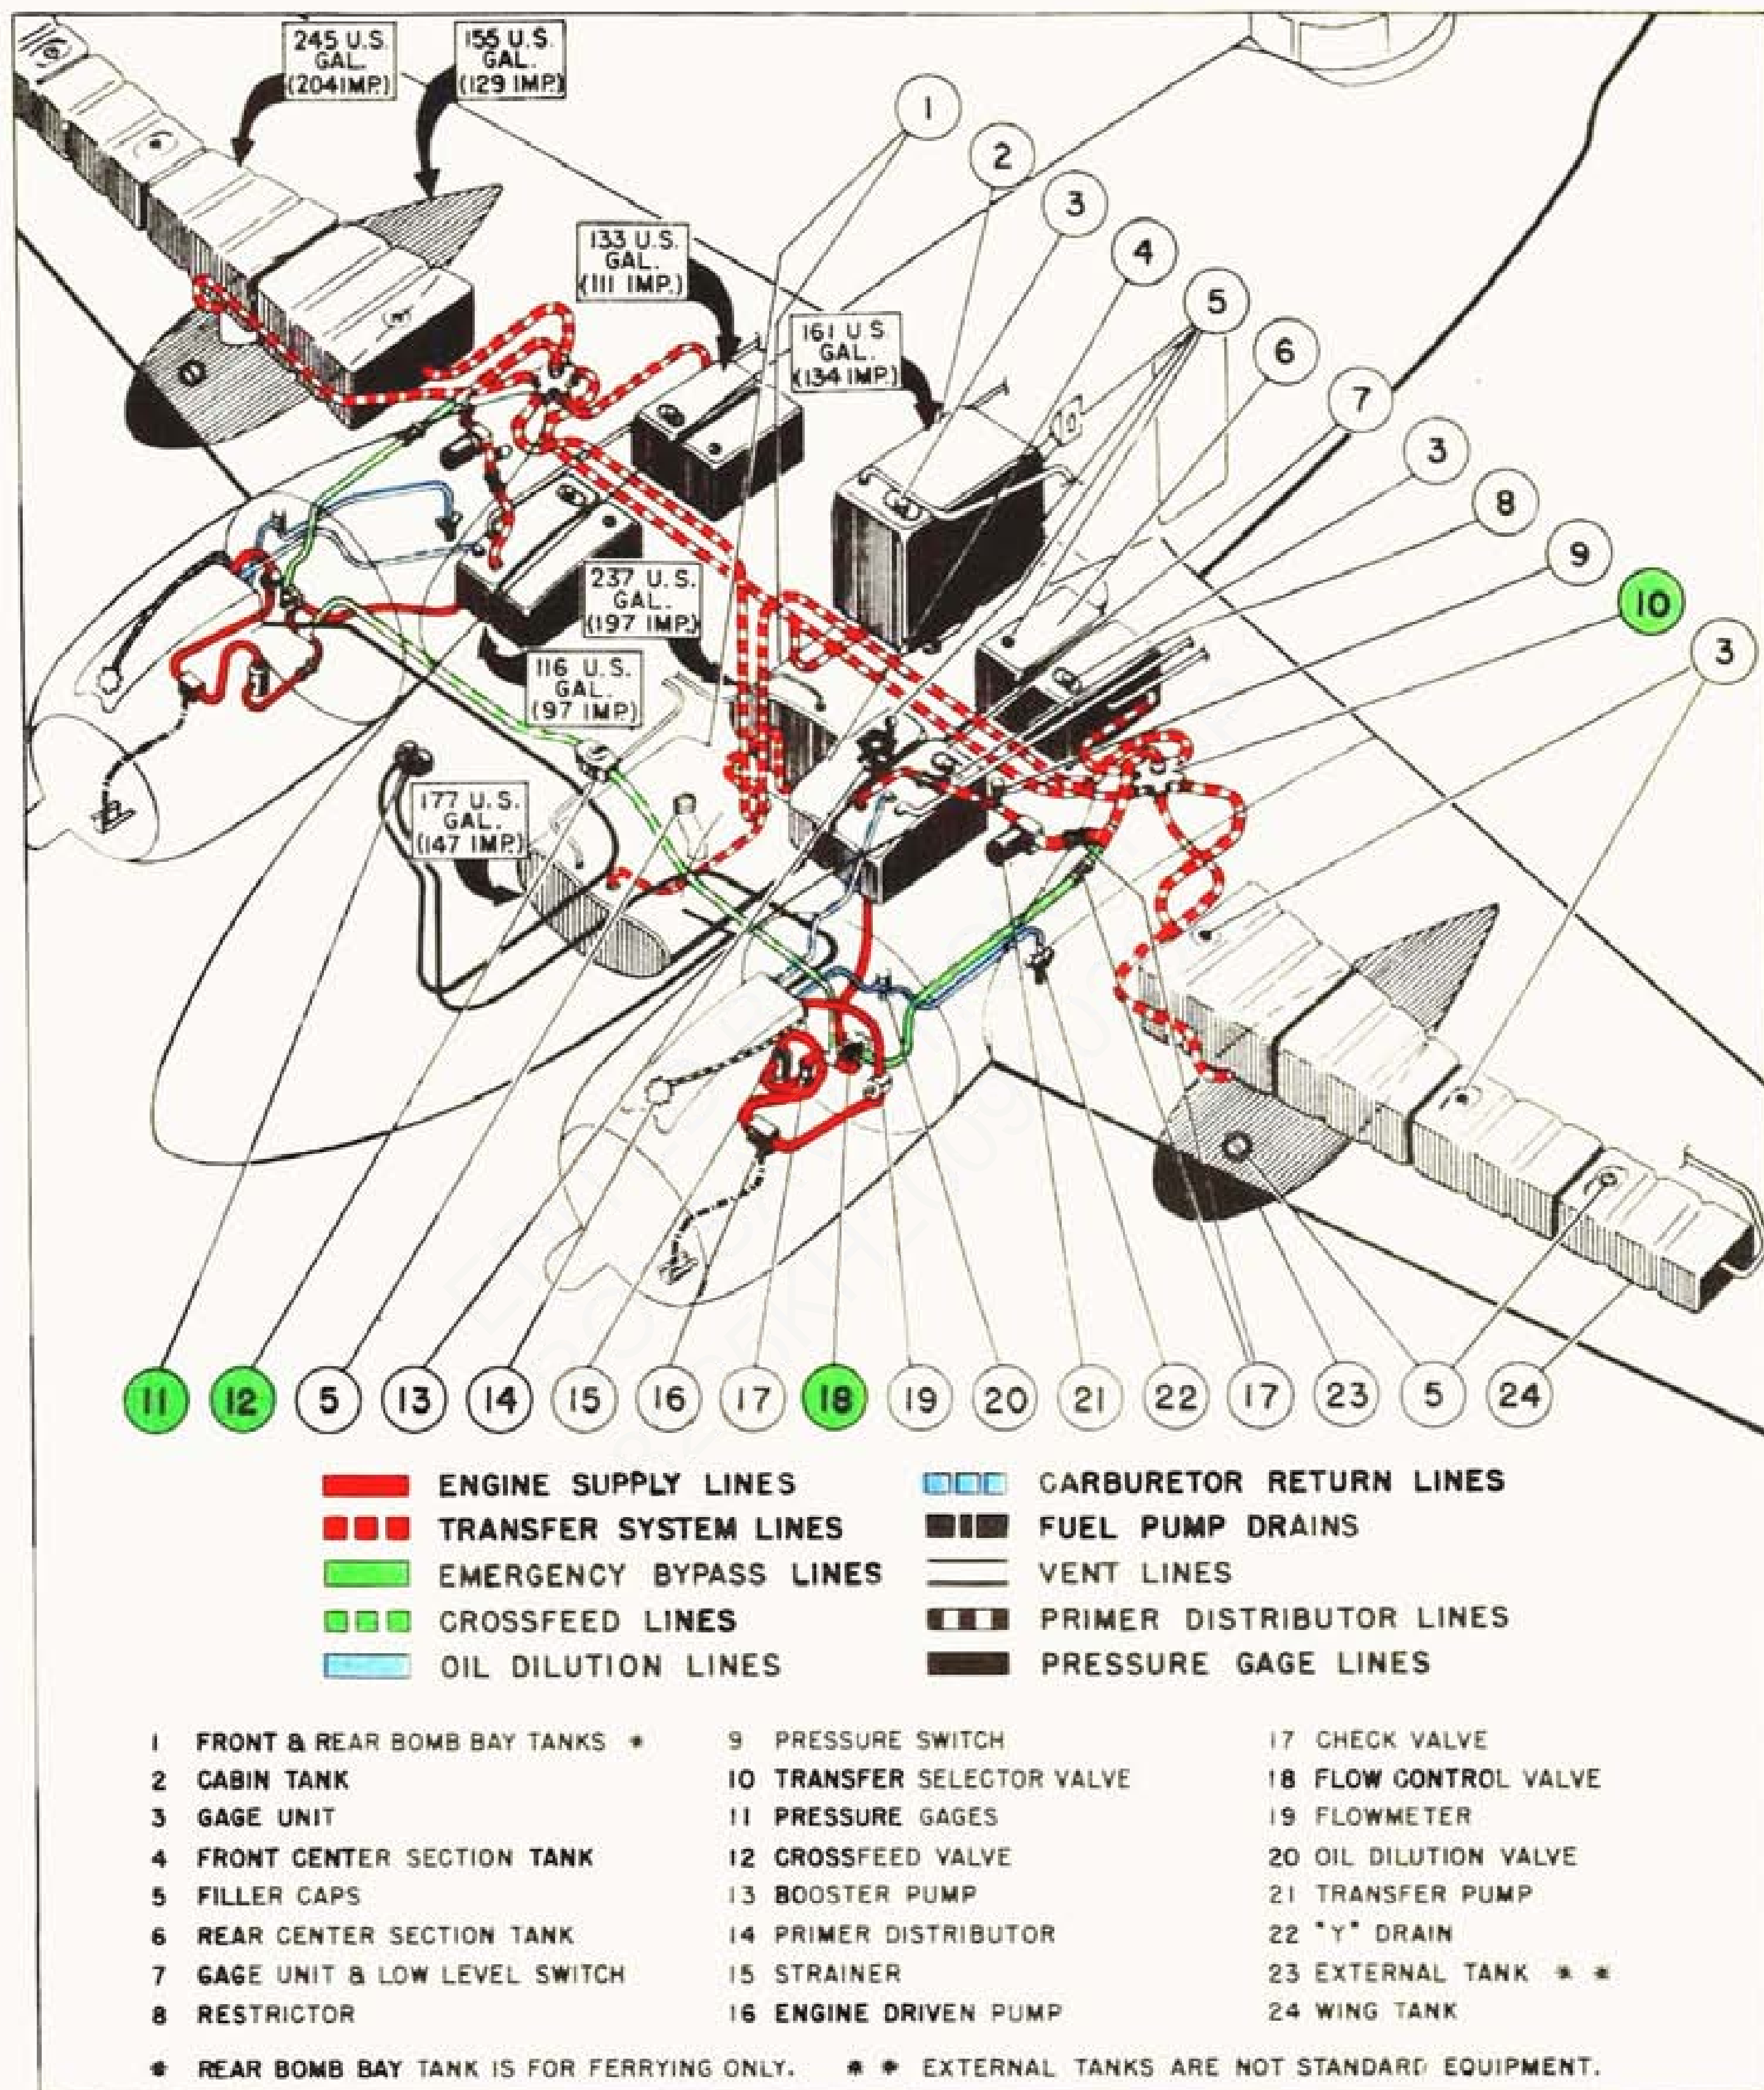 245 U.S.
GAL.
(204 IMP.)
155 U.S.
GAL.
(129 IMP.)
1
2
3
133 U.S.
GAL.
(111 IMP.)
4
5
161 U.S.
GAL.
(134 IMP.)
6
7
3
8
9
10
3
237 U.S.
GAL.
(197 IMP.)
116 U.S.
GAL.
(97 IMP.)
177 U.S.
GAL.
(147 IMP.)
11 12 5 13 14 15 16 17 18 19 20 21 22 17 23 5 24
ENGINE SUPPLY LINES
TRANSFER SYSTEM LINES
EMERGENCY BYPASS LINES
CROSSFEED LINES
OIL DILUTION LINES
CARBURETOR RETURN LINES
FUEL PUMP DRAINS
VENT LINES
PRIMER DISTRIBUTOR LINES
PRESSURE GAGE LINES
1 FRONT & REAR BOMB BAY TANKS *
2 CABIN TANK
3 GAGE UNIT
4 FRONT CENTER SECTION TANK
5 FILLER CAPS
6 REAR CENTER SECTION TANK
7 GAGE UNIT & LOW LEVEL SWITCH
8 RESTRICTOR
9 PRESSURE SWITCH
10 TRANSFER SELECTOR VALVE
11 PRESSURE GAGES
12 CROSSFEED VALVE
13 BOOSTER PUMP
14 PRIMER DISTRIBUTOR
15 STRAINER
16 ENGINE DRIVEN PUMP
17 CHECK VALVE
18 FLOW CONTROL VALVE
19 FLOWMETER
20 OIL DILUTION VALVE
21 TRANSFER PUMP
22 "Y" DRAIN
23 EXTERNAL TANK * *
24 WING TANK
* REAR BOMB BAY TANK IS FOR FERRYING ONLY. * * EXTERNAL TANKS ARE NOT STANDARD EQUIPMENT.